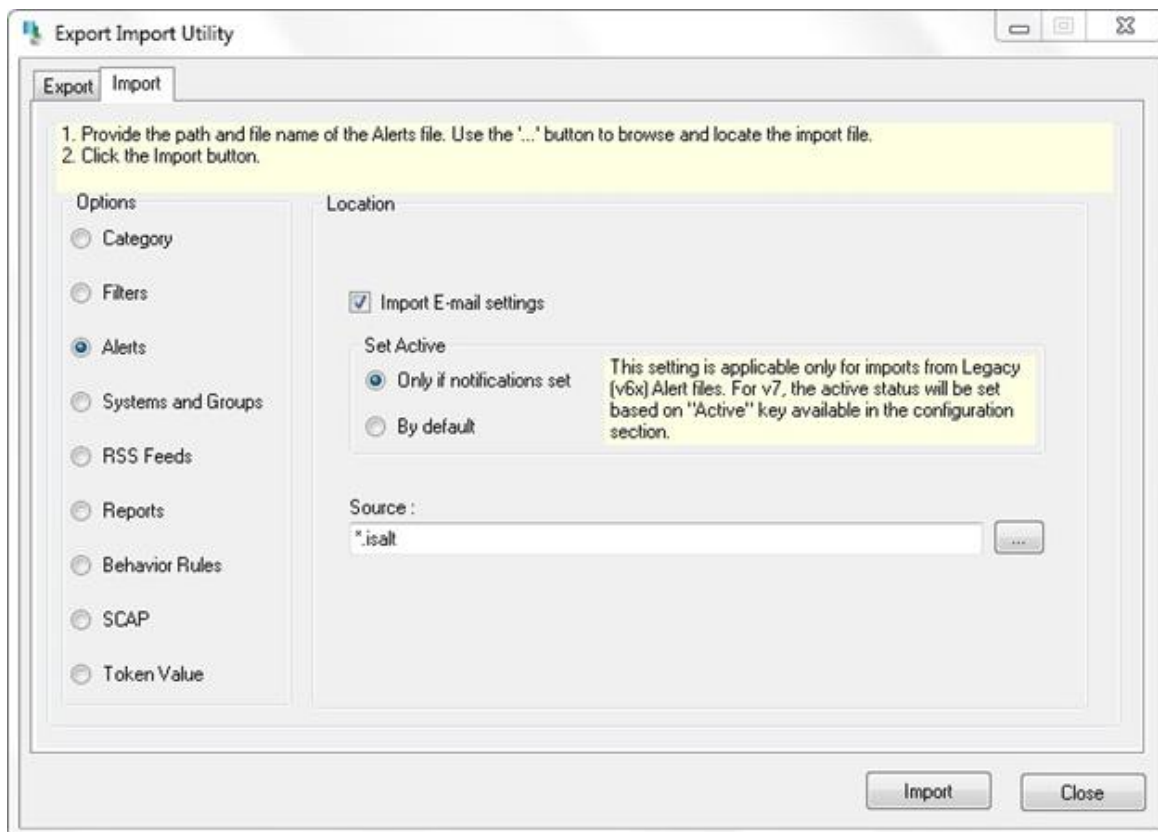 Export Import Utility
Export
Import
1. Provide the path and file name of the Alerts file. Use the '...' button to browse and locate the import file.
2. Click the Import button.
Options
Category
Filters
Alerts
Systems and Groups
RSS Feeds
Reports
Behavior Rules
SCAP
Token Value
Location
Import E-mail settings
Set Active
Only if notifications set
By default
This setting is applicable only for imports from Legacy
(v6x) Alert files. For v7, the active status will be set
based on "Active" key available in the configuration
section.
Source :
*.isalt
...
Import
Close